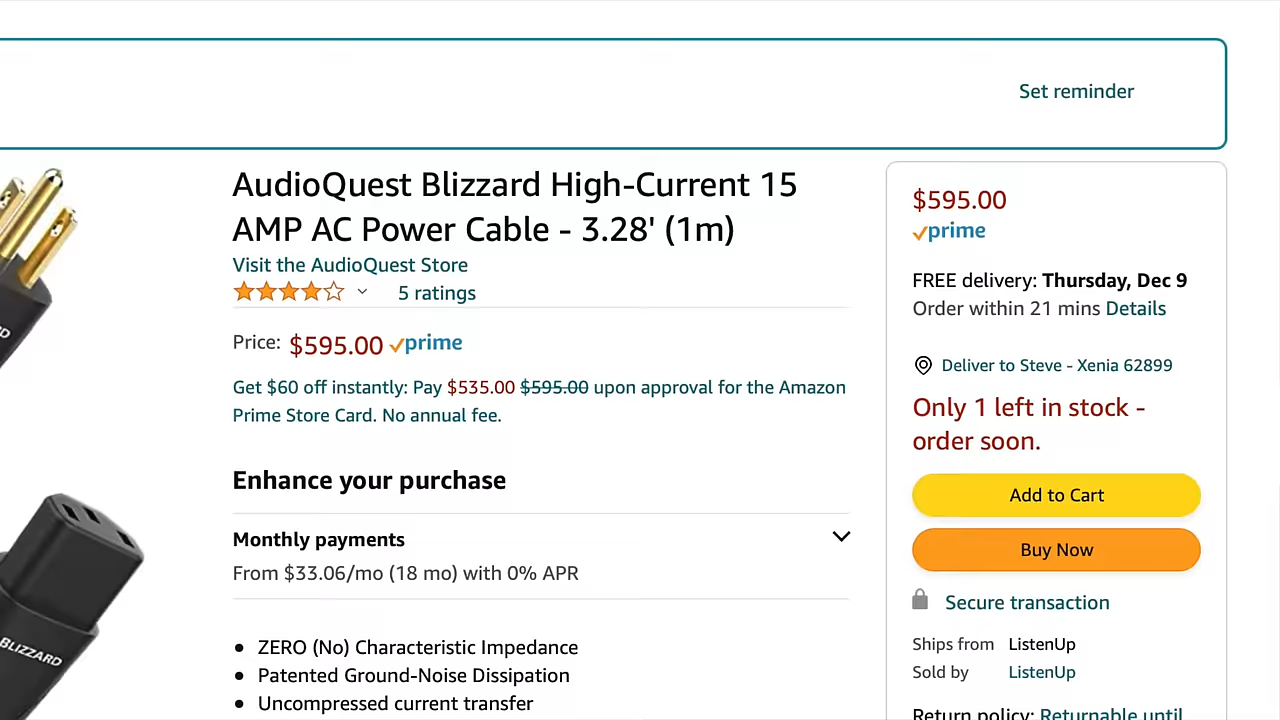 Set reminder
AudioQuest Blizzard High-Current 15
AMP AC Power Cable - 3.28' (1m)
Visit the AudioQuest Store
5 ratings
Price: $595.00 prime
Get $60 off instantly: Pay $535.00 $595.00 upon approval for the Amazon
Prime Store Card. No annual fee.
Enhance your purchase
Monthly payments
From $33.06/mo (18 mo) with 0% APR
ZERO (No) Characteristic Impedance
Patented Ground-Noise Dissipation
Uncompressed current transfer
BLIZZARD
$595.00
prime
FREE delivery: Thursday, Dec 9
Order within 21 mins Details
Deliver to Steve - Xenia 62899
Only 1 left in stock -
order soon.
Add to Cart
Buy Now
Secure transaction
Ships from ListenUp
Sold by ListenUp
Return policy: Returnable until